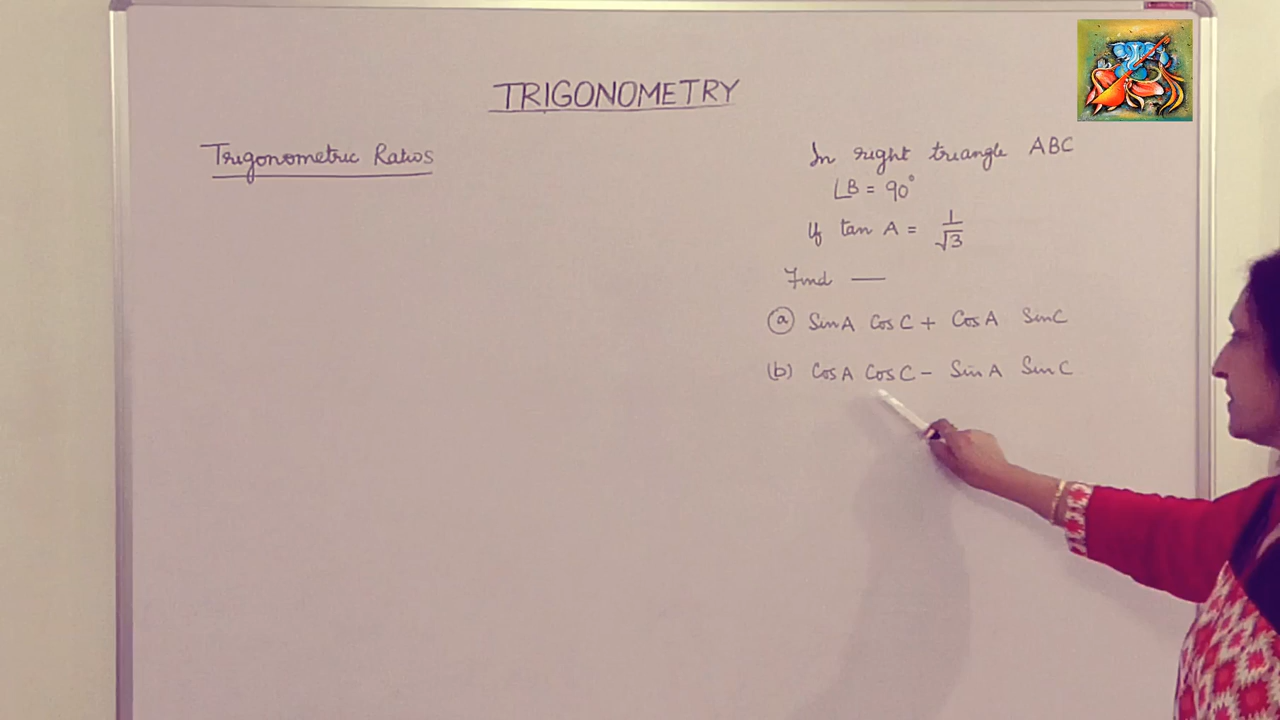 TRIGONOMETRY
Trigonometric Ratios
In right triangle ABC
∠B = 90°
If tan A = 1/√3
Find —
(a) Sin A Cos C + Cos A Sin C
(b) Cos A Cos C - Sin A Sin C